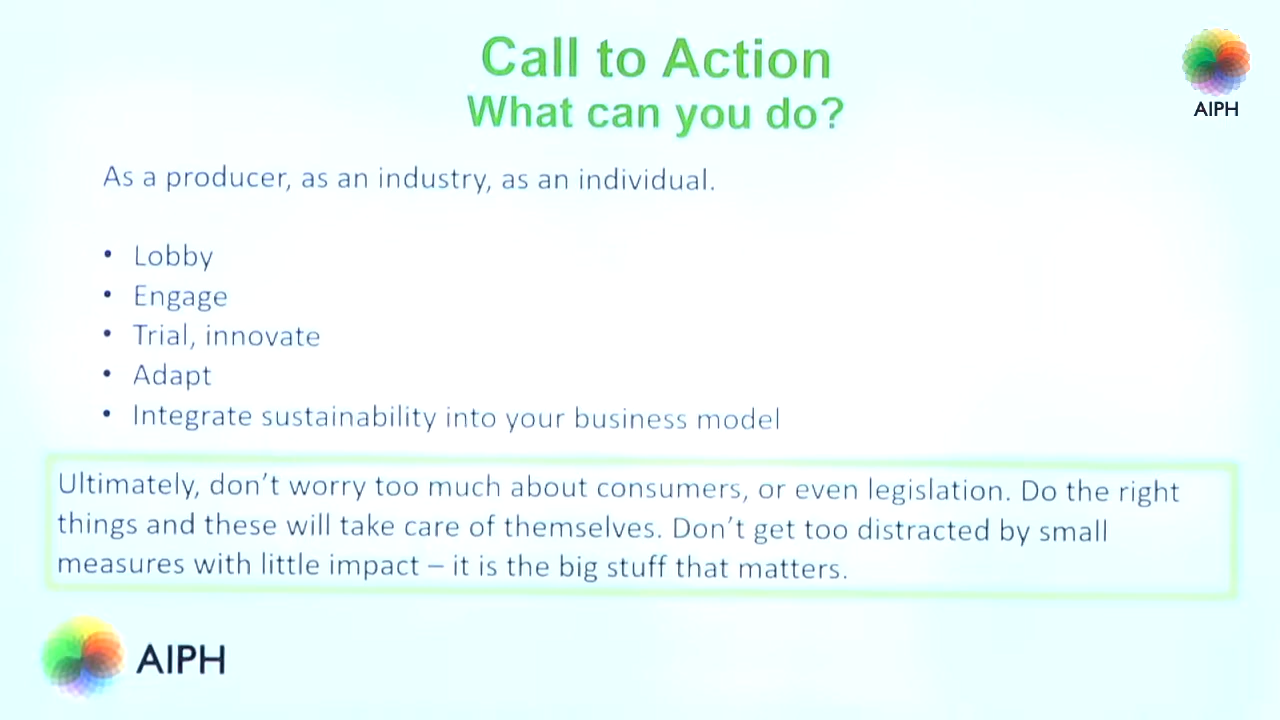 Call to Action
What can you do?
AIPH
As a producer, as an industry, as an individual.
• Lobby
• Engage
• Trial, innovate
• Adapt
• Integrate sustainability into your business model
Ultimately, don't worry too much about consumers, or even legislation. Do the right
things and these will take care of themselves. Don't get too distracted by small
measures with little impact – it is the big stuff that matters.
AIPH